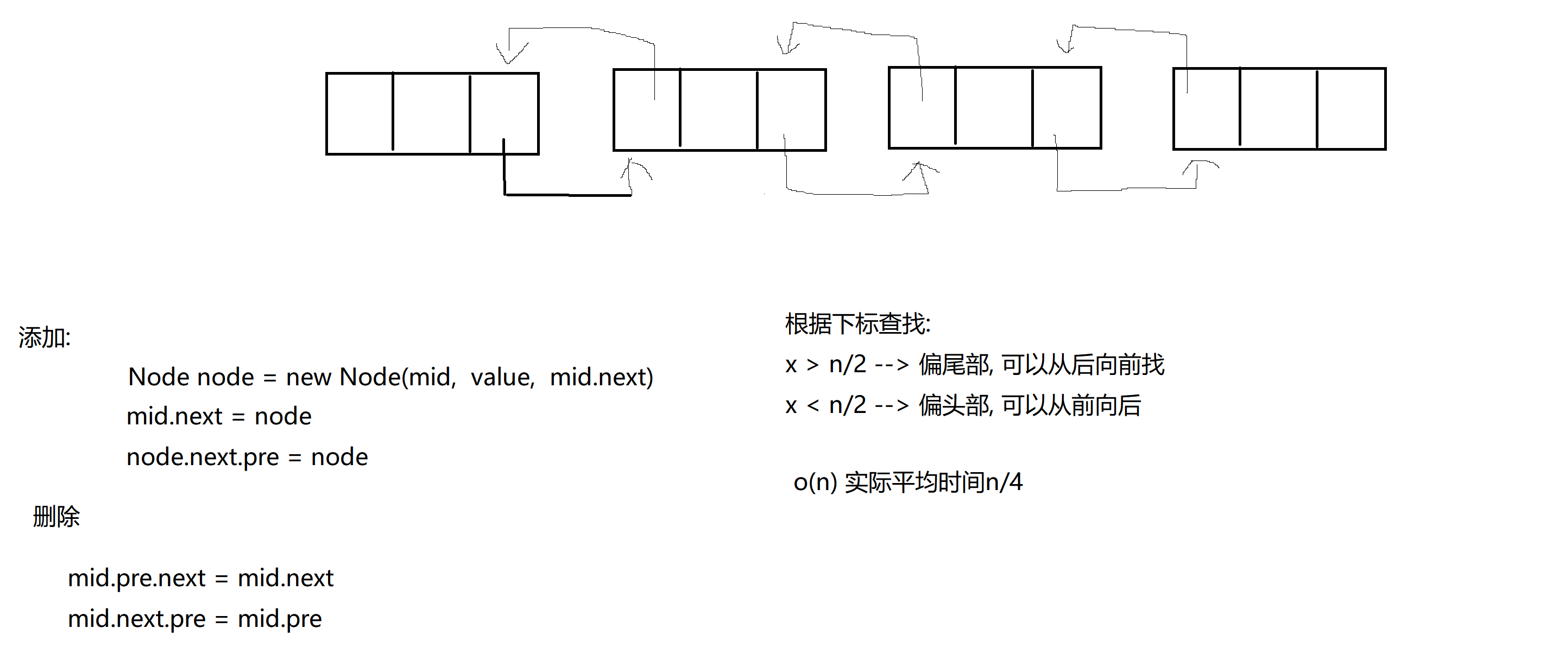 添加:
Node node = new Node(mid, value, mid.next)
mid.next = node
node.next.pre = node
删除
mid.pre.next = mid.next
mid.next.pre = mid.pre
根据下标查找:
x > n/2 --> 偏尾部, 可以从后向前找
x < n/2 --> 偏头部, 可以从前向后
o(n) 实际平均时间n/4